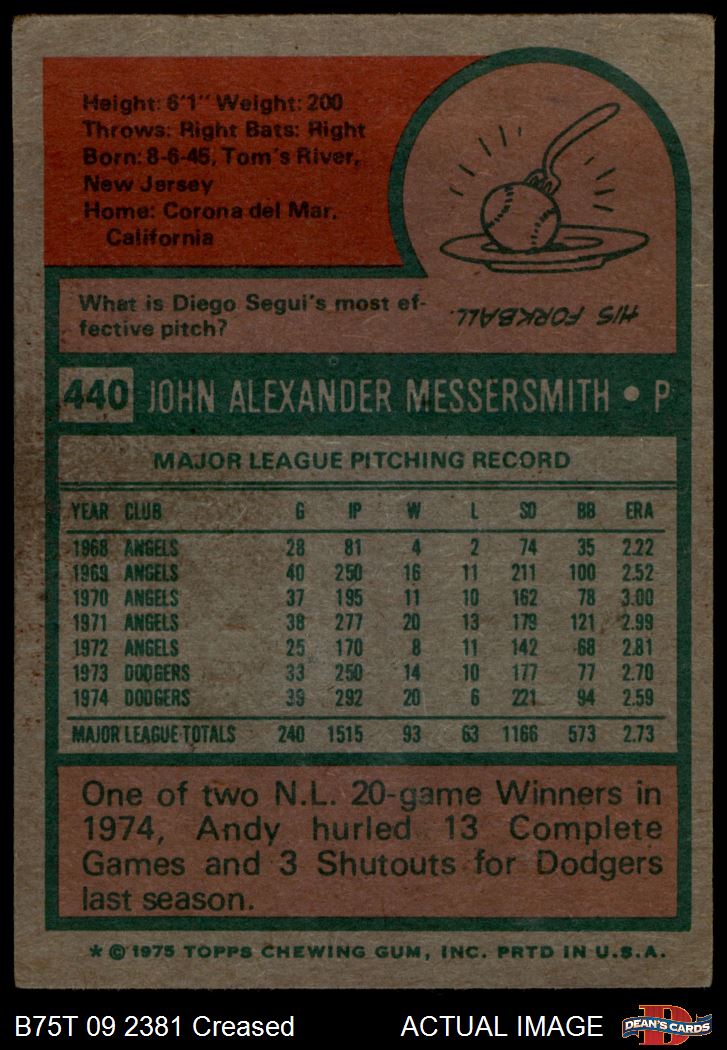 Height: 6'1" Weight: 200
Throws: Right Bats: Right
Born: 8-6-45, Tom's River,
New Jersey
Home: Corona del Mar,
California
What is Diego Segui's most ef-
fective pitch?
HIS FORKBALL.
440 JOHN ALEXANDER MESSERSMITH • P
MAJOR LEAGUE PITCHING RECORD
YEAR CLUB G IP W L SO BB ERA
1968 ANGELS 28 81 4 2 74 35 2.22
1969 ANGELS 40 250 16 11 211 100 2.52
1970 ANGELS 37 195 11 10 162 78 3.00
1971 ANGELS 38 277 20 13 179 121 2.99
1972 ANGELS 25 170 8 11 142 68 2.81
1973 DODGERS 33 250 14 10 177 77 2.70
1974 DODGERS 39 292 20 6 221 94 2.59
MAJOR LEAGUE TOTALS 240 1515 93 63 1166 573 2.73
One of two N.L. 20-game Winners in
1974, Andy hurled 13 Complete
Games and 3 Shutouts for Dodgers
last season.
* © 1975 TOPPS CHEWING GUM, INC. PRTD IN U.S.A.
B75T 09 2381 Creased ACTUAL IMAGE D DEAN'S CARDS